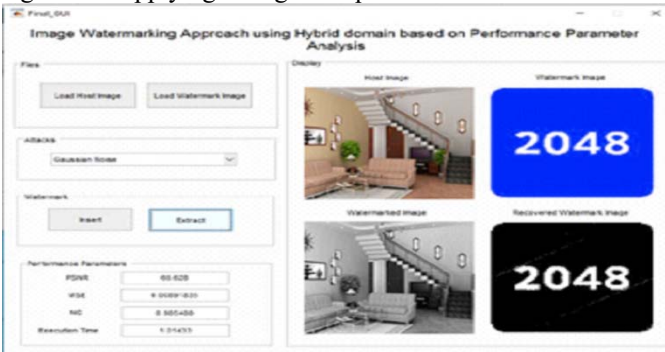 Final_GUI
Image Watermarking Approach using Hybrid domain based on Performance Parameter
Analysis
Files
Load Host Image
Load Watermark Image
Attacks
Gaussian Noise
Watermark
Insert
Extract
Performance Parameters
PSNR
MSE
NC
Execution Time
1.01433
Display
Host Image
Watermark Image
2048
Watermarked Image
Recovered Watermark Image
2048